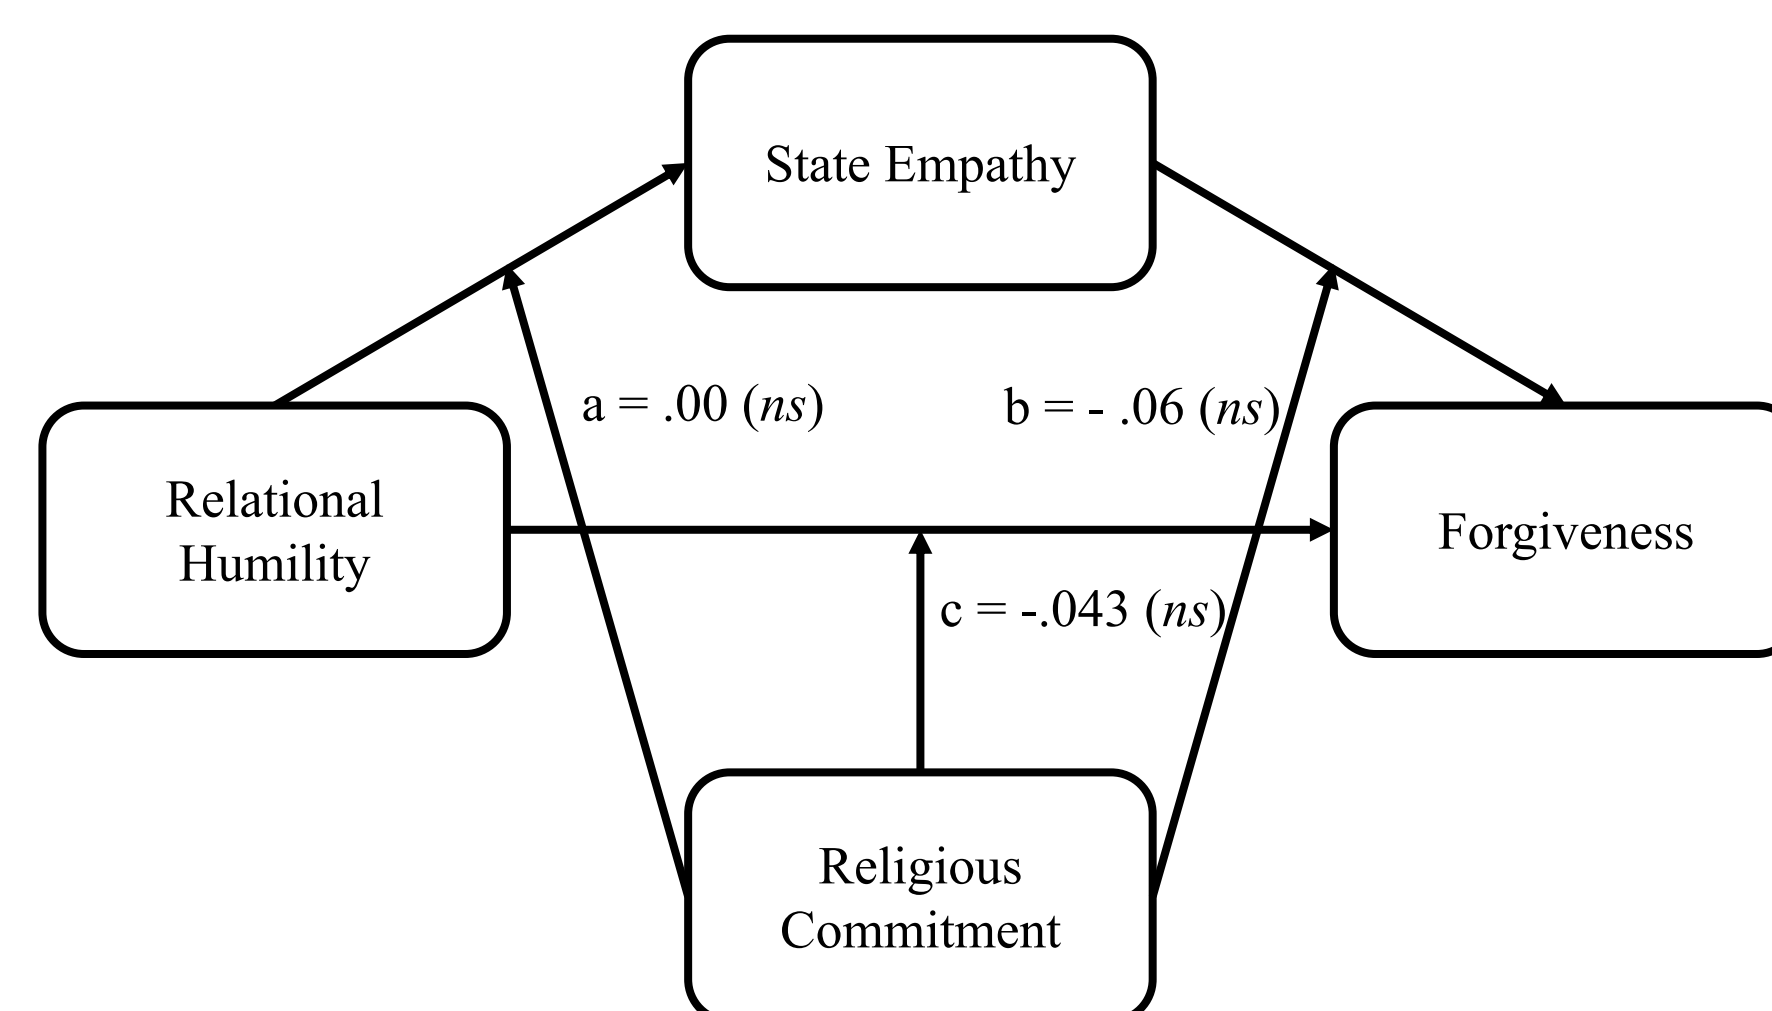 State Empathy
a = .00 (ns)
b = - .06 (ns)
Relational
Humility
Forgiveness
c = -.043 (ns)
Religious
Commitment